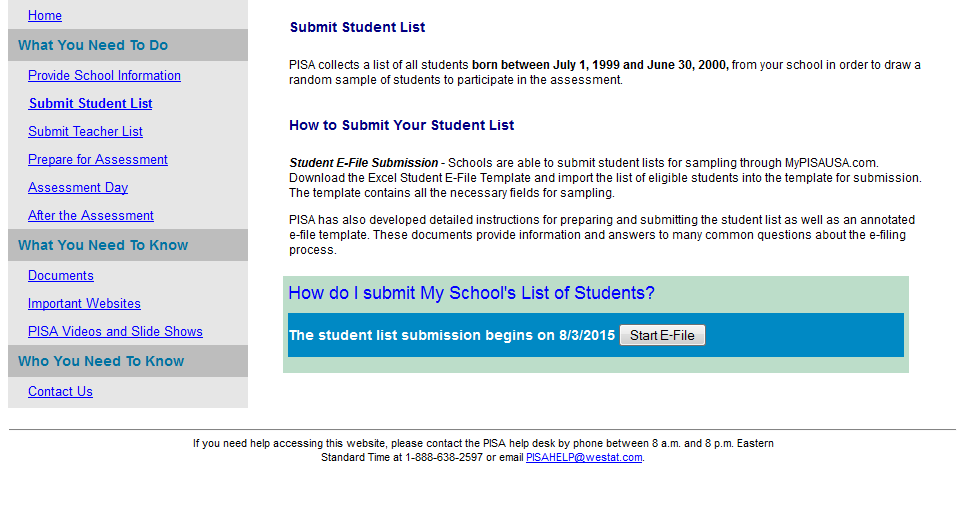 Home
What You Need To Do
Provide School Information
Submit Student List
Submit Teacher List
Prepare for Assessment
Assessment Day
After the Assessment
What You Need To Know
Documents
Important Websites
PISA Videos and Slide Shows
Who You Need To Know
Contact Us
Submit Student List
PISA collects a list of all students born between July 1, 1999 and June 30, 2000, from your school in order to draw a
random sample of students to participate in the assessment.
How to Submit Your Student List
Student E-File Submission - Schools are able to submit student lists for sampling through MyPISAUSA.com.
Download the Excel Student E-File Template and import the list of eligible students into the template for submission.
The template contains all the necessary fields for sampling.
PISA has also developed detailed instructions for preparing and submitting the student list as well as an annotated
e-file template. These documents provide information and answers to many common questions about the e-filing
process.
How do I submit My School's List of Students?
The student list submission begins on 8/3/2015 Start E-File
If you need help accessing this website, please contact the PISA help desk by phone between 8 a.m. and 8 p.m. Eastern
Standard Time at 1-888-638-2597 or email PISAHELP@westat.com.